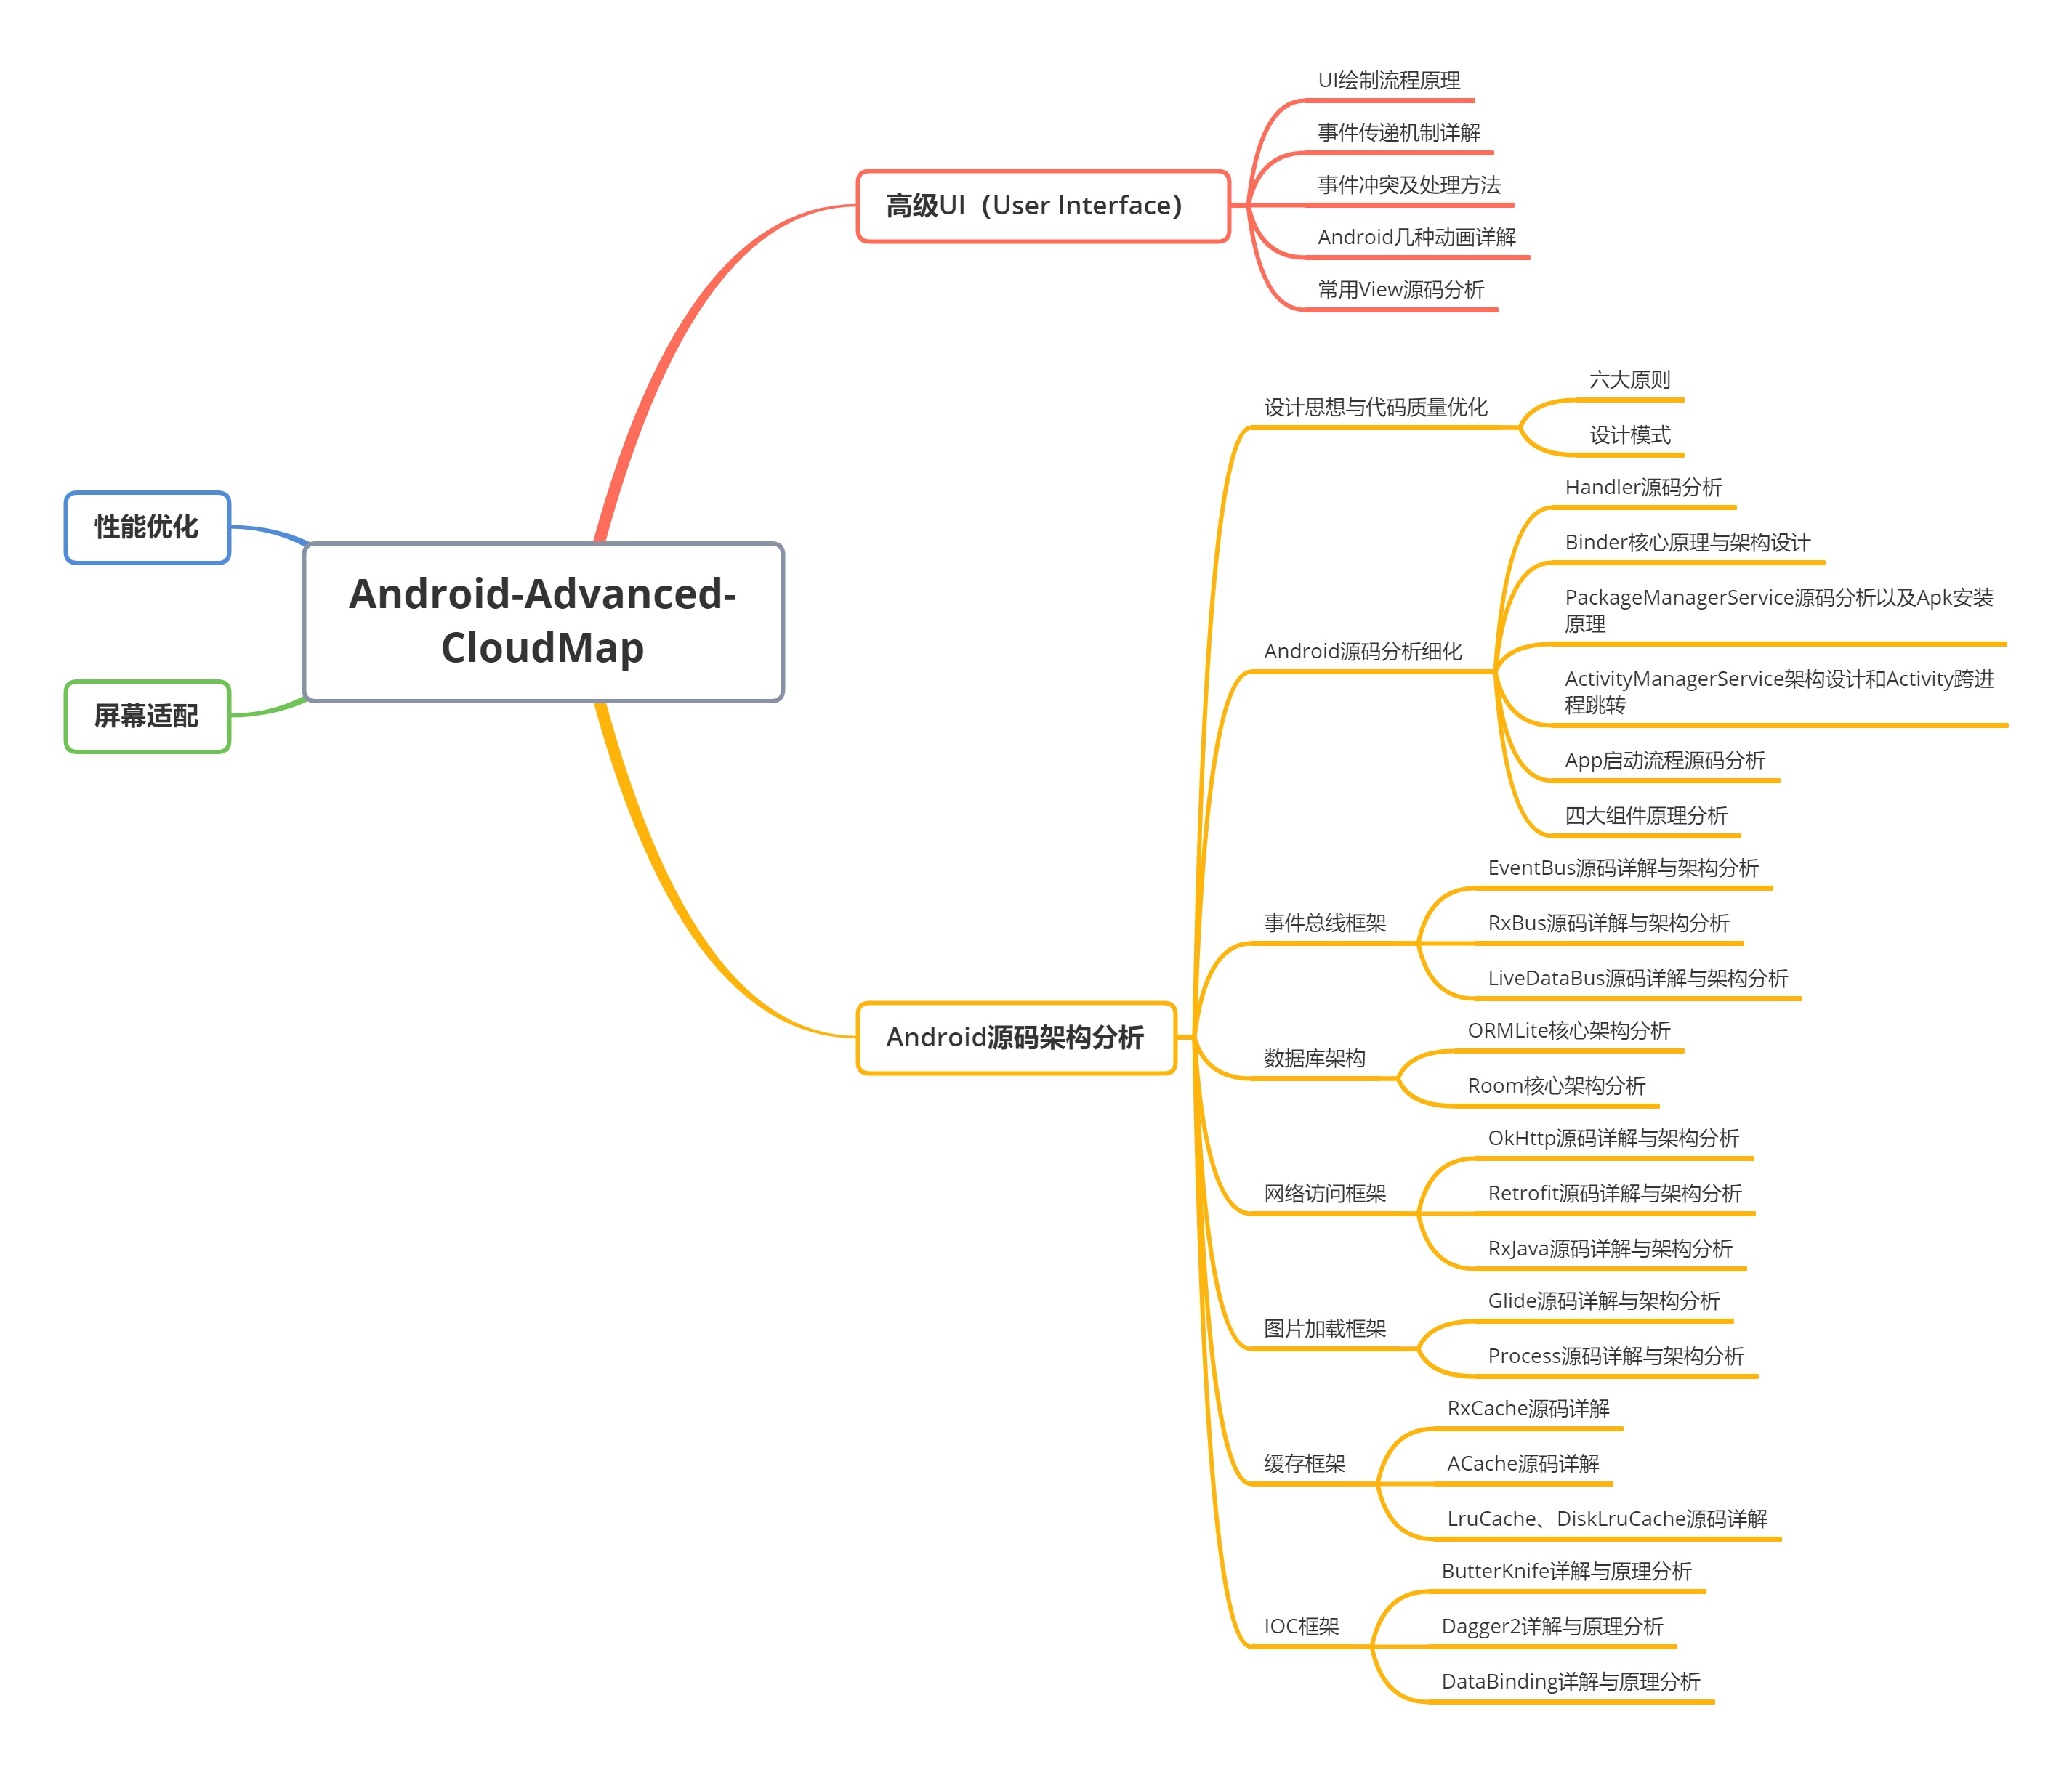 Android-Advanced-
CloudMap
高级UI（User Interface）
UI绘制流程原理
事件传递机制详解
事件冲突及处理方法
Android几种动画详解
常用View源码分析
Android源码架构分析
设计思想与代码质量优化
六大原则
设计模式
Android源码分析细化
Handler源码分析
Binder核心原理与架构设计
PackageManagerService源码分析以及Apk安装
原理
ActivityManagerService架构设计和Activity跨进
程跳转
App启动流程源码分析
四大组件原理分析
事件总线框架
EventBus源码详解与架构分析
RxBus源码详解与架构分析
LiveDataBus源码详解与架构分析
数据库架构
ORMLite核心架构分析
Room核心架构分析
网络访问框架
OkHttp源码详解与架构分析
Retrofit源码详解与架构分析
RxJava源码详解与架构分析
图片加载框架
Glide源码详解与架构分析
Process源码详解与架构分析
缓存框架
RxCache源码详解
ACache源码详解
LruCache、DiskLruCache源码详解
IOC框架
ButterKnife详解与原理分析
Dagger2详解与原理分析
DataBinding详解与原理分析
性能优化
屏幕适配